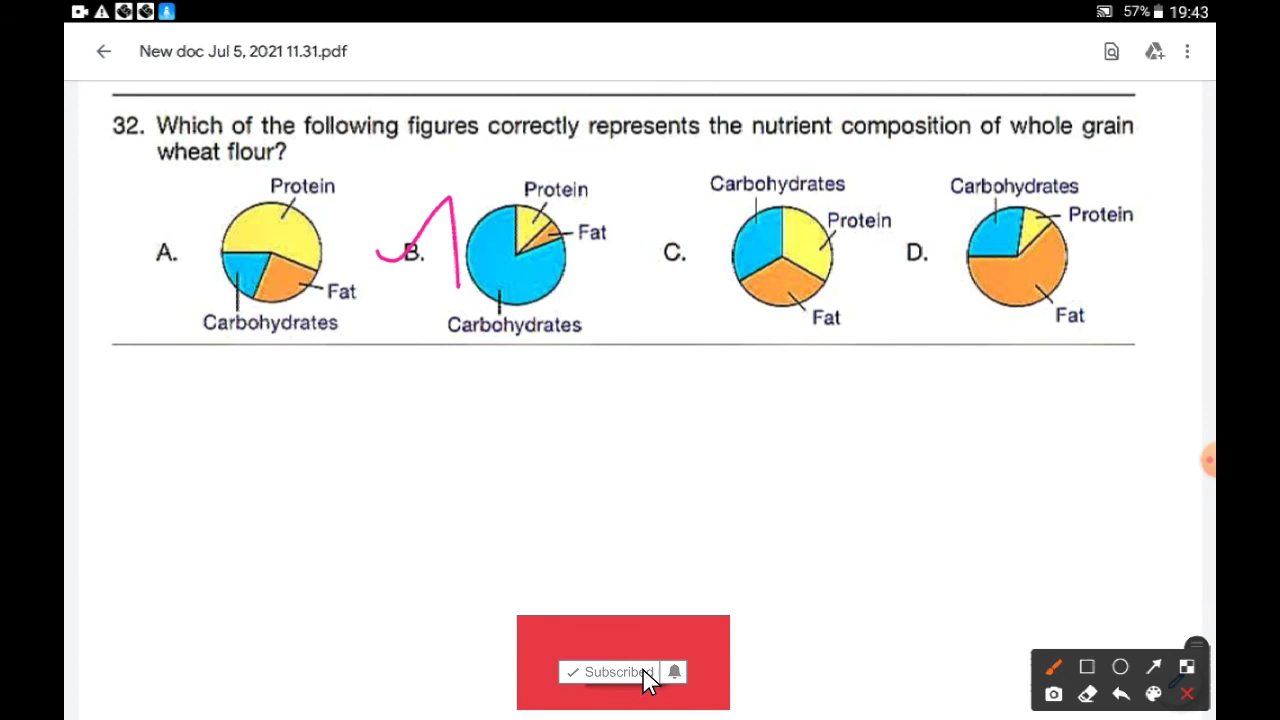 57% 19:43
New doc Jul 5, 2021 11.31.pdf
32. Which of the following figures correctly represents the nutrient composition of whole grain
wheat flour?
A.
Protein
Fat
Carbohydrates
B.
Protein
Fat
Carbohydrates
C.
Carbohydrates
Protein
Fat
D.
Carbohydrates
Protein
Fat
Subscribed